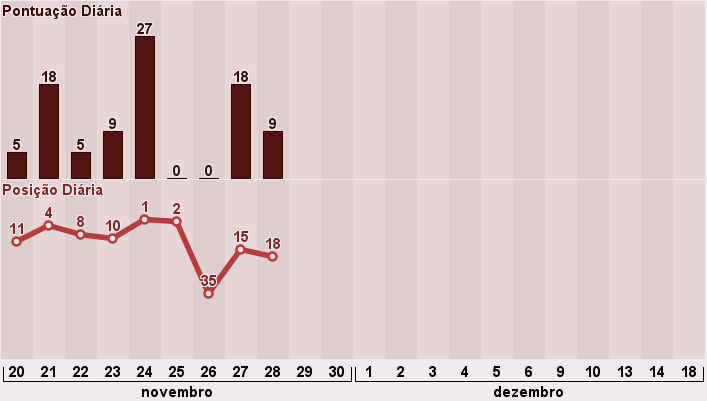 Pontuação Diária
5 18 5 9 27 0 0 18 9
Posição Diária
11 4 8 10 1 2 35 15 18
20 21 22 23 24 25 26 27 28 29 30 1 2 3 4 5 6 9 10 13 14 18
novembro dezembro